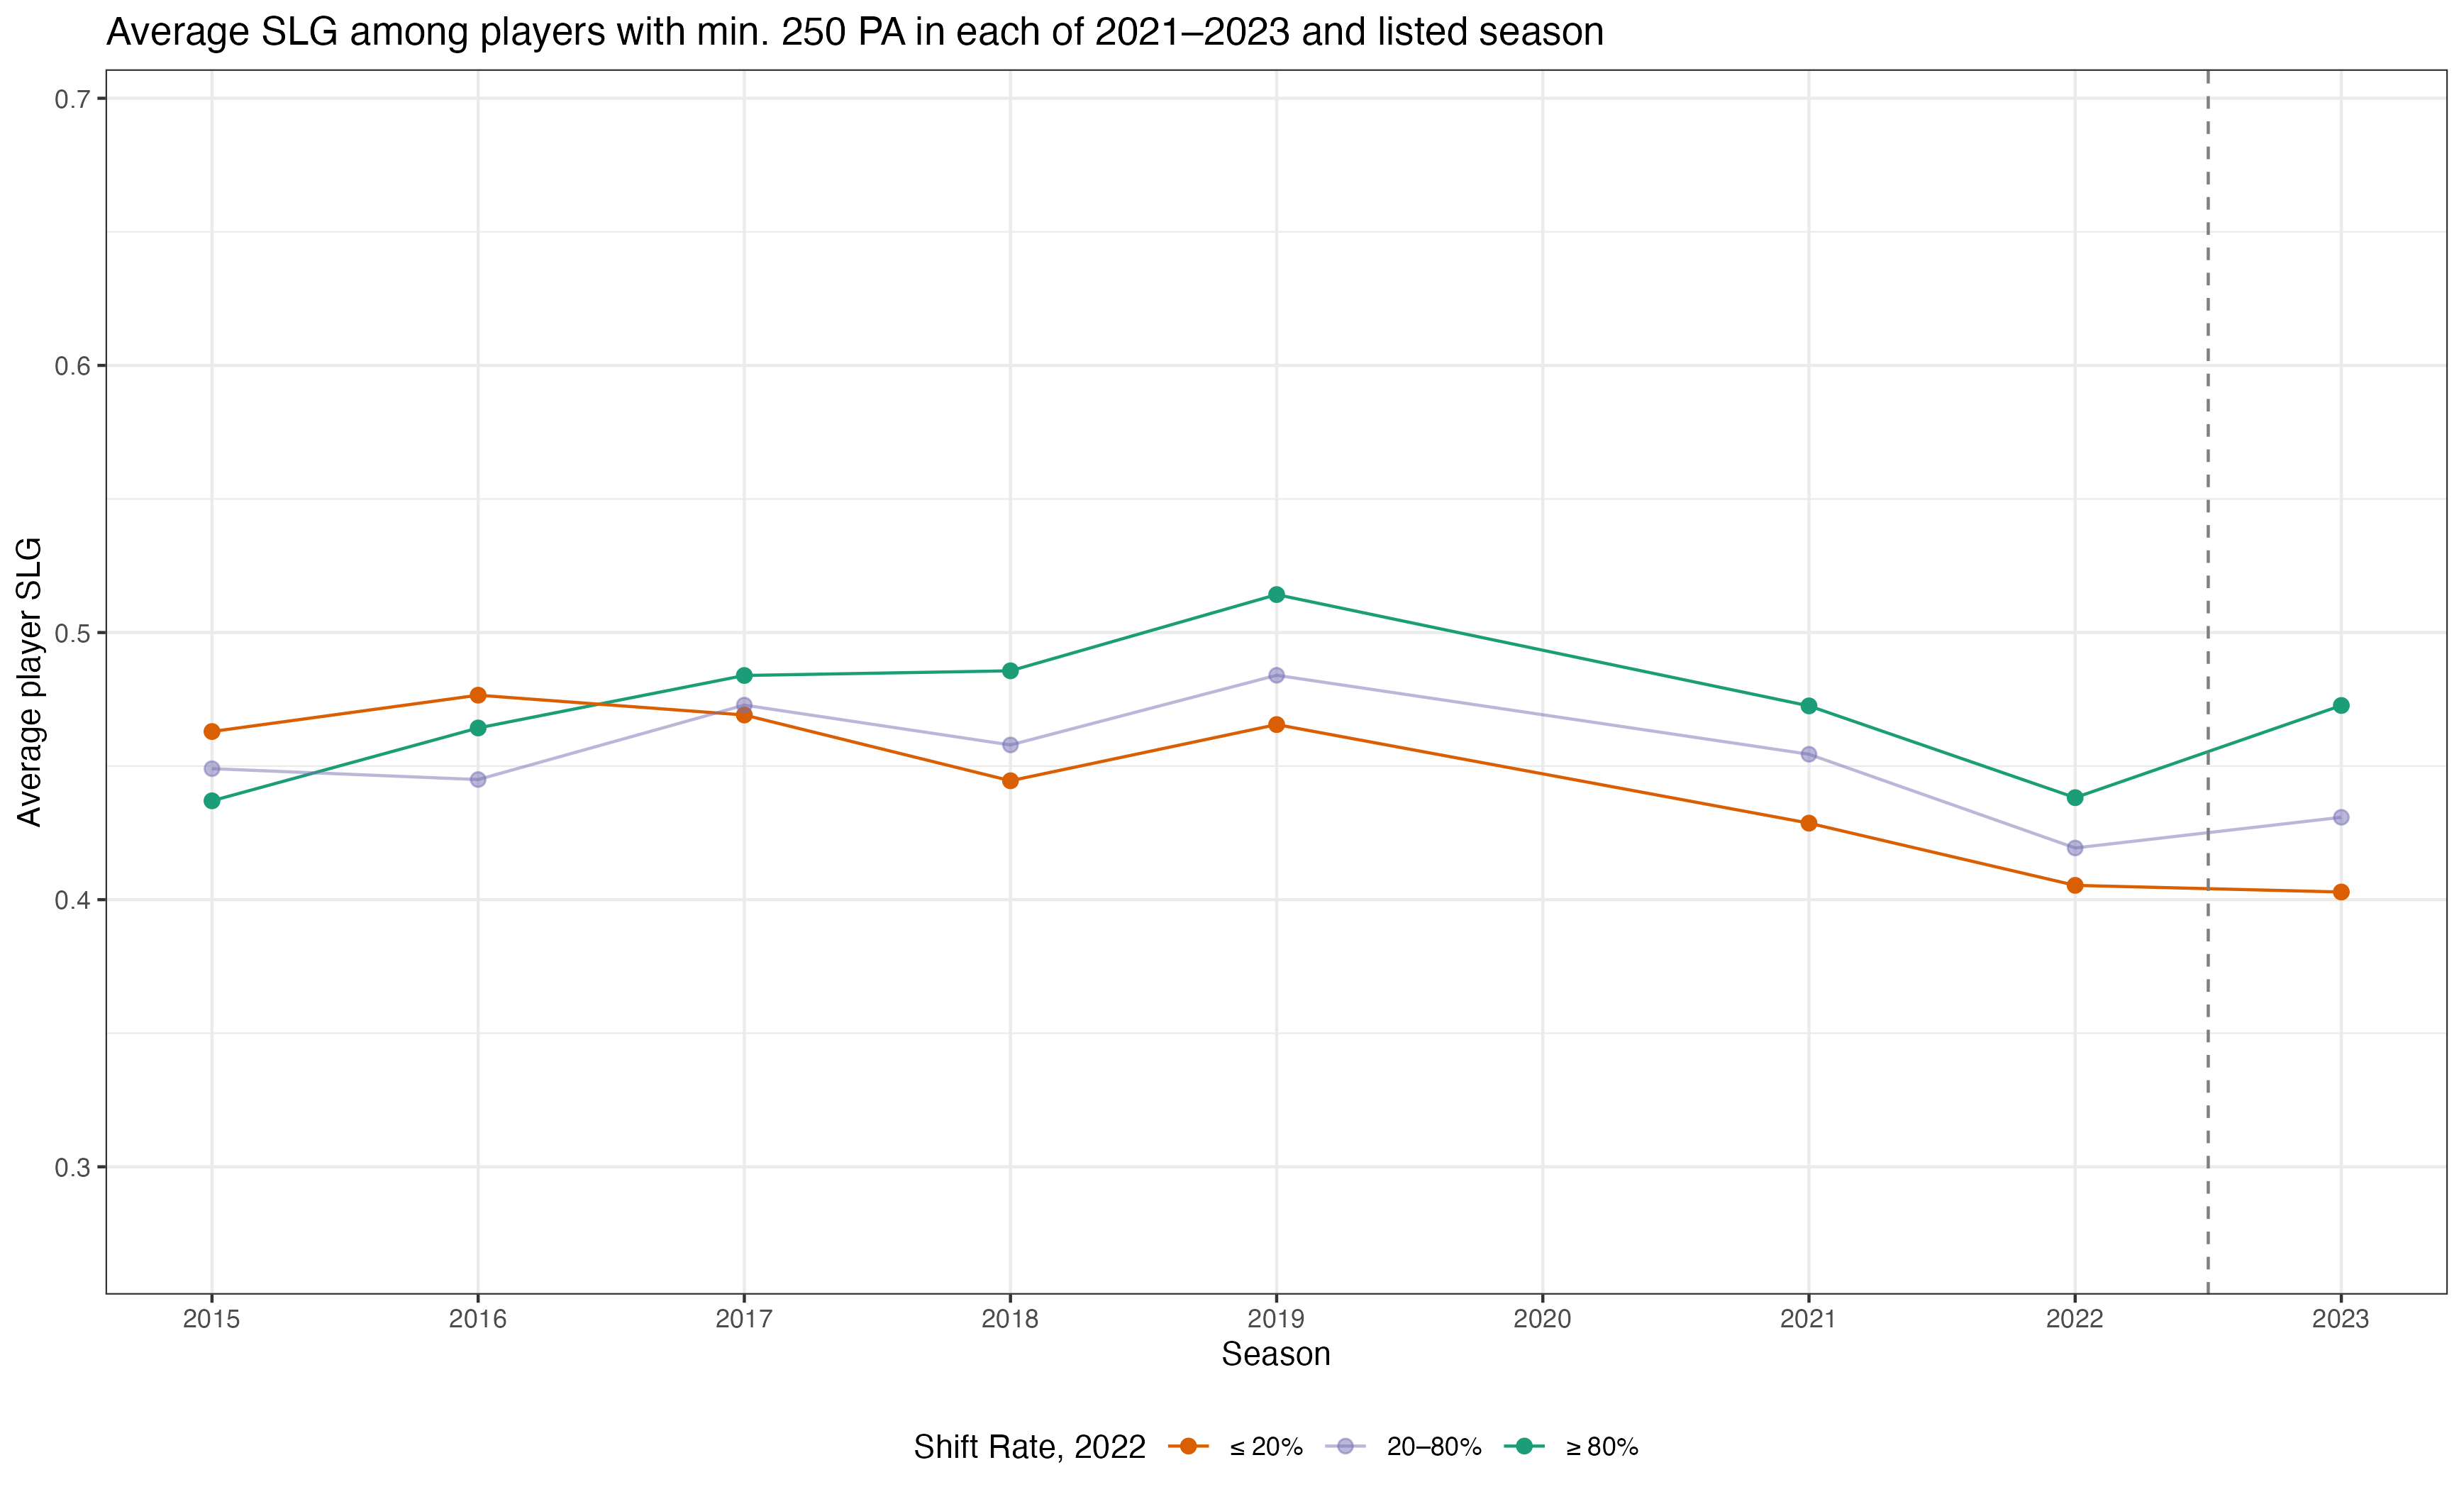 Average SLG among players with min. 250 PA in each of 2021–2023 and listed season
Average player SLG
0.7
0.6
0.5
0.4
0.3
2015 2016 2017 2018 2019 2020 2021 2022 2023
Season
Shift Rate, 2022 ≤ 20% 20–80% ≥ 80%